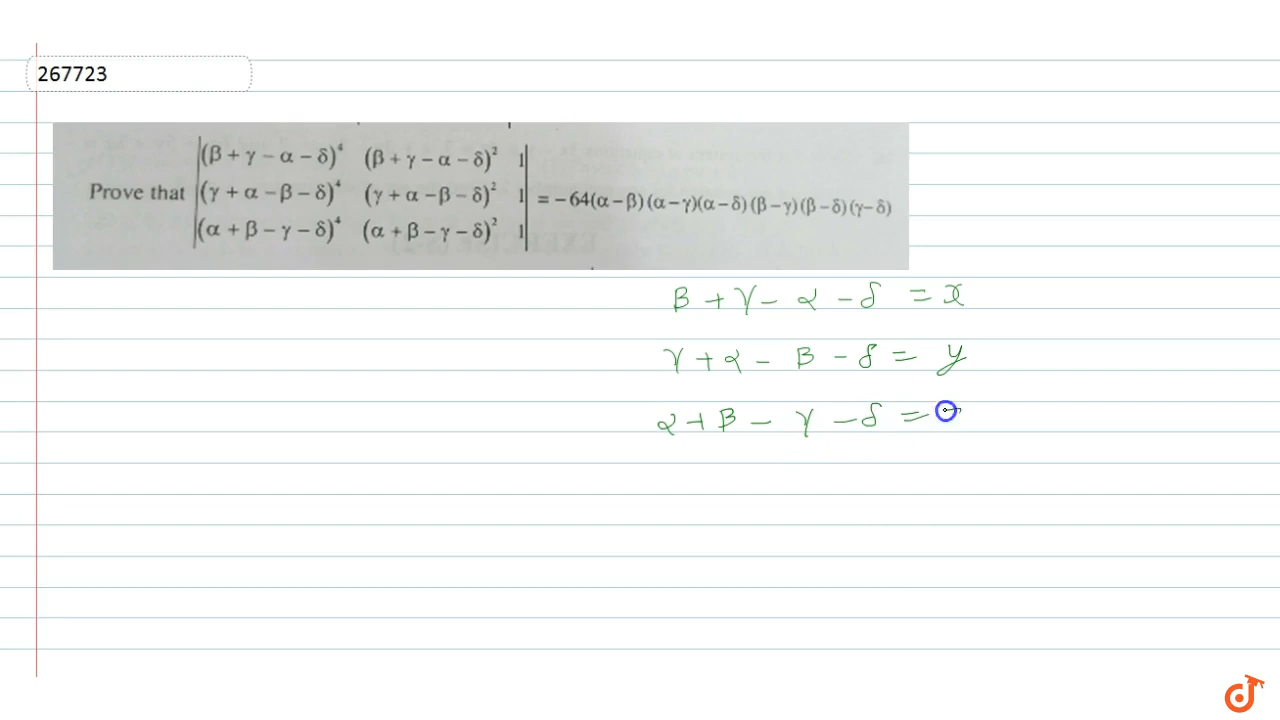 267723
(β + γ − α − δ)⁴ (β + γ − α − δ)² 1
Prove that (γ + α − β − δ)⁴ (γ + α − β − δ)² 1 = −64(α−β)(α−γ)(α−δ)(β−γ)(β−δ)(γ−δ)
(α + β − γ − δ)⁴ (α + β − γ − δ)² 1
β + γ − α − δ = x
γ + α − β − δ = y
α + β − γ − δ =